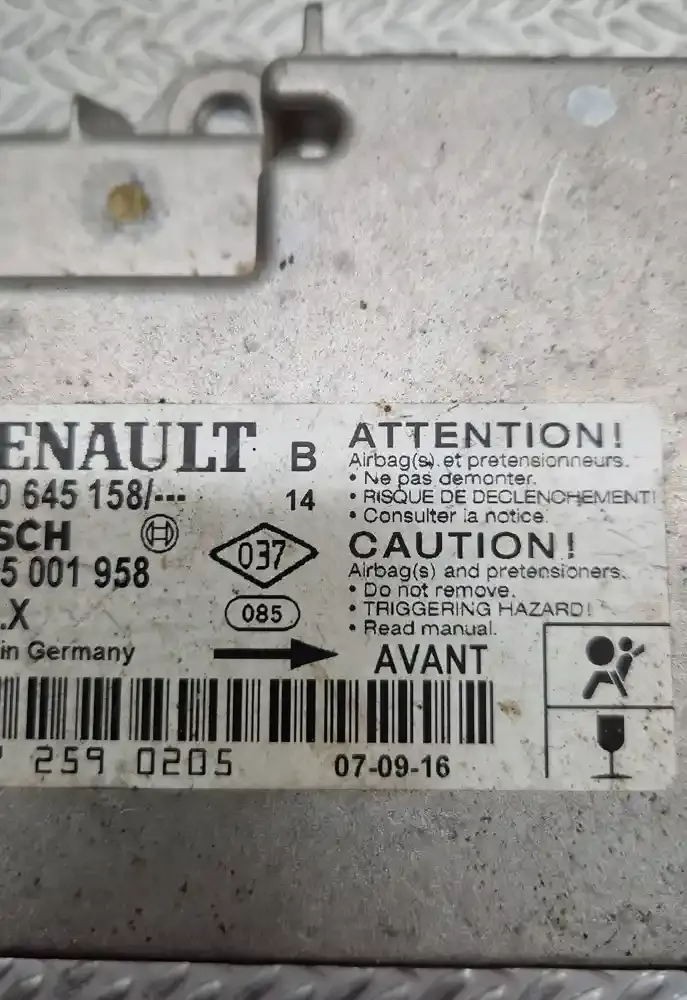 ENAULT B
0 645 158/---
14
SCH
037
5 001 958
.X
085
in Germany
AVANT
259 0205
07-09-16
ATTENTION!
Airbag(s) et pretensionneurs.
• Ne pas demonter.
• RISQUE DE DECLENCHEMENT!
• Consulter la notice.
CAUTION!
Airbag(s) and pretensioners.
• Do not remove.
• TRIGGERING HAZARD!
• Read manual.